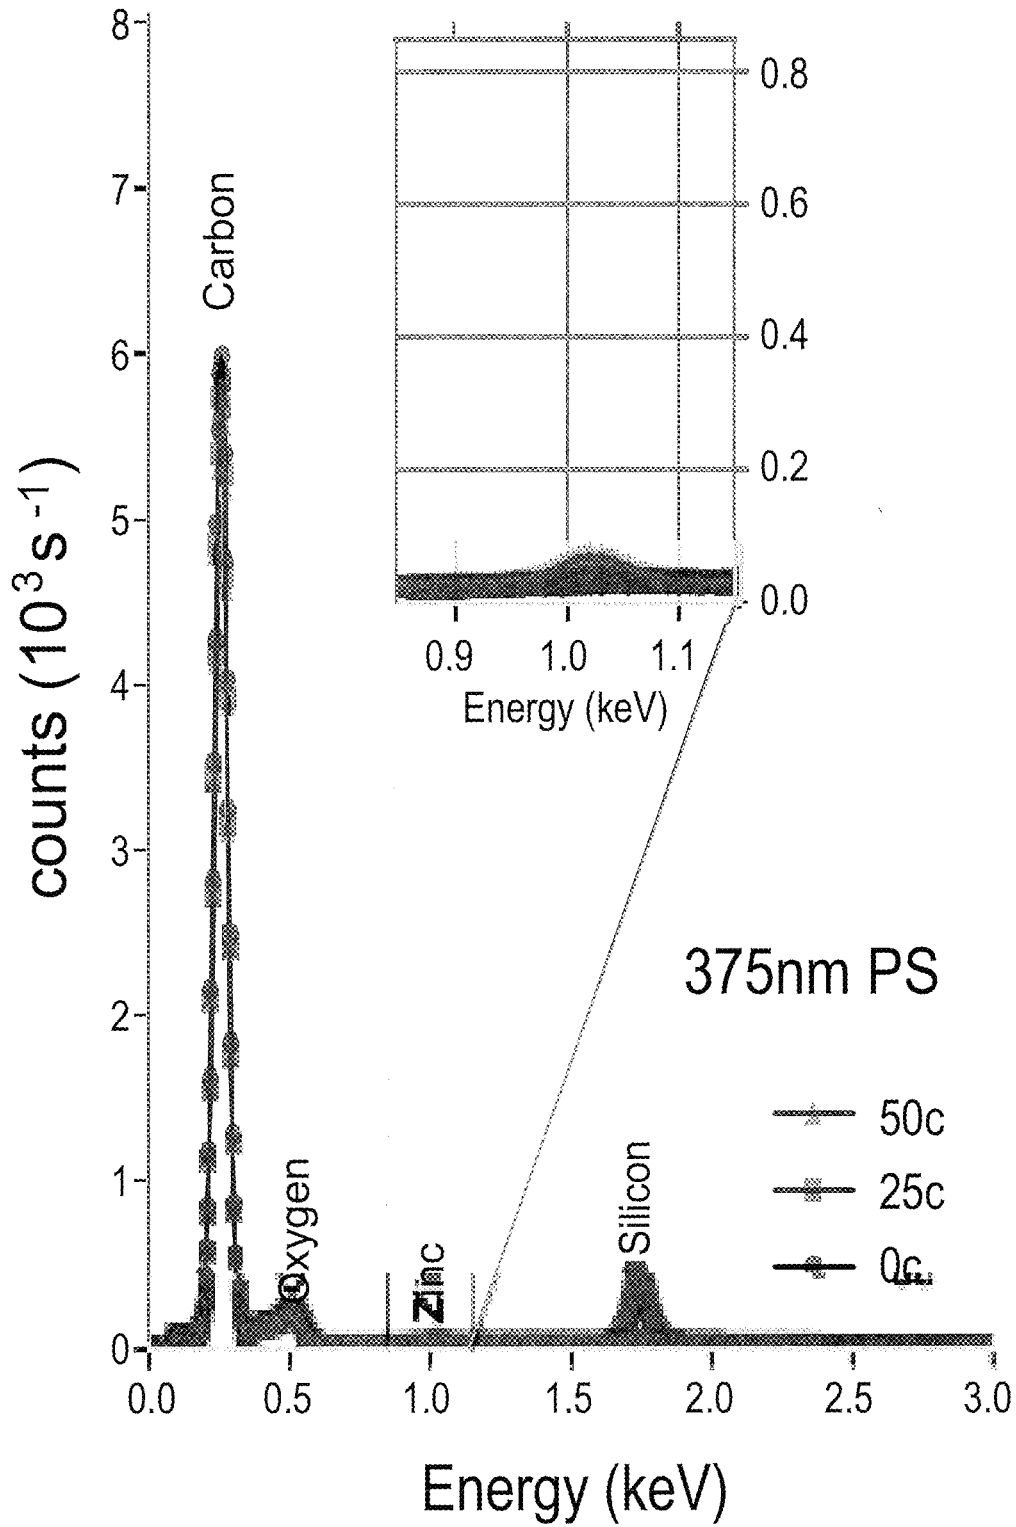 8
7
6
5
4
3
2
1
0
counts (10³s⁻¹)
Carbon
Oxygen
Zinc
Silicon
0.8
0.6
0.4
0.2
0.0
0.9 1.0 1.1
Energy (keV)
375nm PS
50c
25c
0c
0.0 0.5 1.0 1.5 2.0 2.5 3.0
Energy (keV)